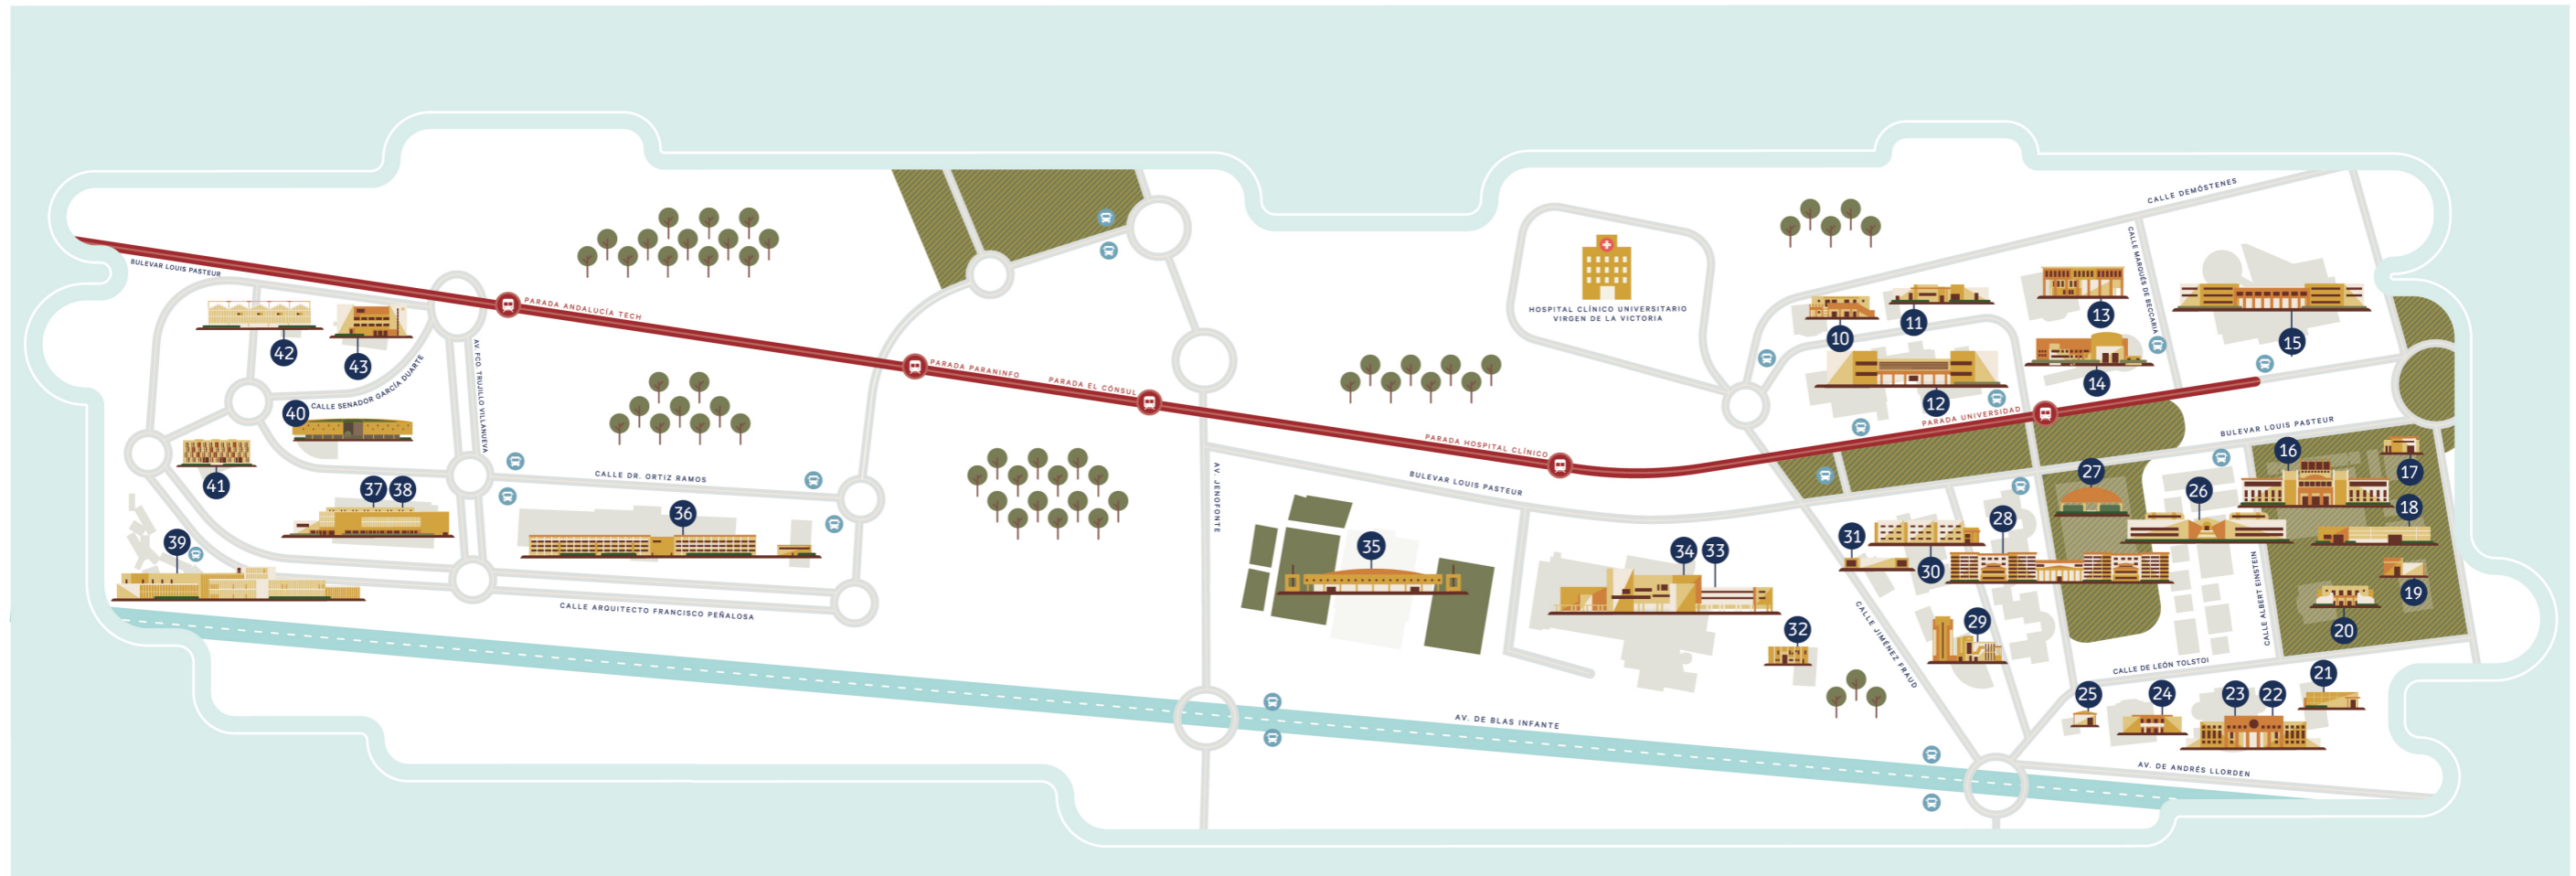 CALLE DEMÓSTENES
CALLE MARQUÉS DE BECCARIA
BULEVAR LOUIS PASTEUR
PARADA ANDALUCÍA TECH
HOSPITAL CLÍNICO UNIVERSITARIO
VIRGEN DE LA VICTORIA
10
11
13
15
42
43
14
12
AV. FCO. TRUJILLO VILLANUEVA
CALLE SENADOR GARCÍA DUARTE
PARADA PARANINFO
PARADA EL CÓNSUL
40
PARADA UNIVERSIDAD
BULEVAR LOUIS PASTEUR
PARADA HOSPITAL CLÍNICO
16
17
41
37
38
CALLE DR. ORTIZ RAMOS
AV. JENOFONTE
BULEVAR LOUIS PASTEUR
27
26
18
36
28
39
35
34
33
31
30
19
CALLE ALBERT EINSTEIN
CALLE ARQUITECTO FRANCISCO PEÑALOSA
32
29
20
CALLE JIMÉNEZ FRAUD
CALLE DE LEÓN TOLSTOI
21
25
24
23
22
AV. DE BLAS INFANTE
AV. DE ANDRÉS LLORDEN